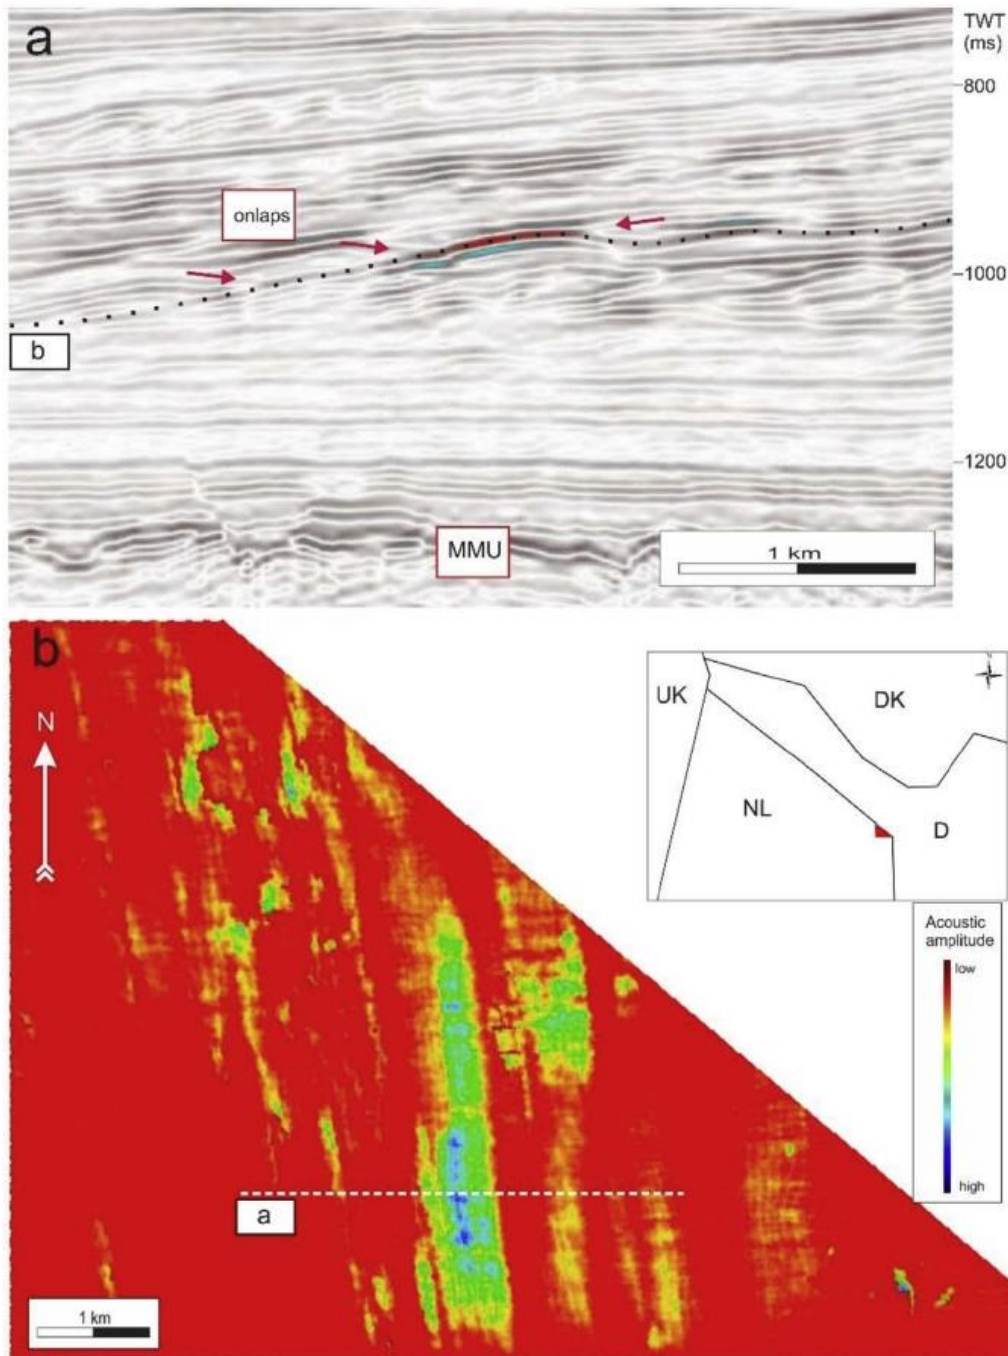 a
TWT
(ms)
800
onlaps
1000
b
1200
MMU
1 km
b
N
UK
DK
NL
D
Acoustic
amplitude
low
high
a
1 km